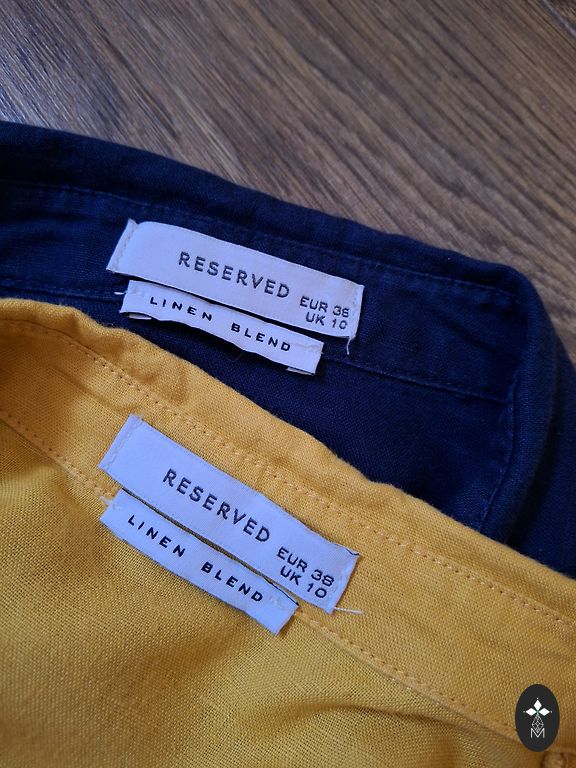 RESERVED
EUR 38
UK 10
LINEN BLEND
RESERVED
EUR 38
UK 10
LINEN BLEND
M